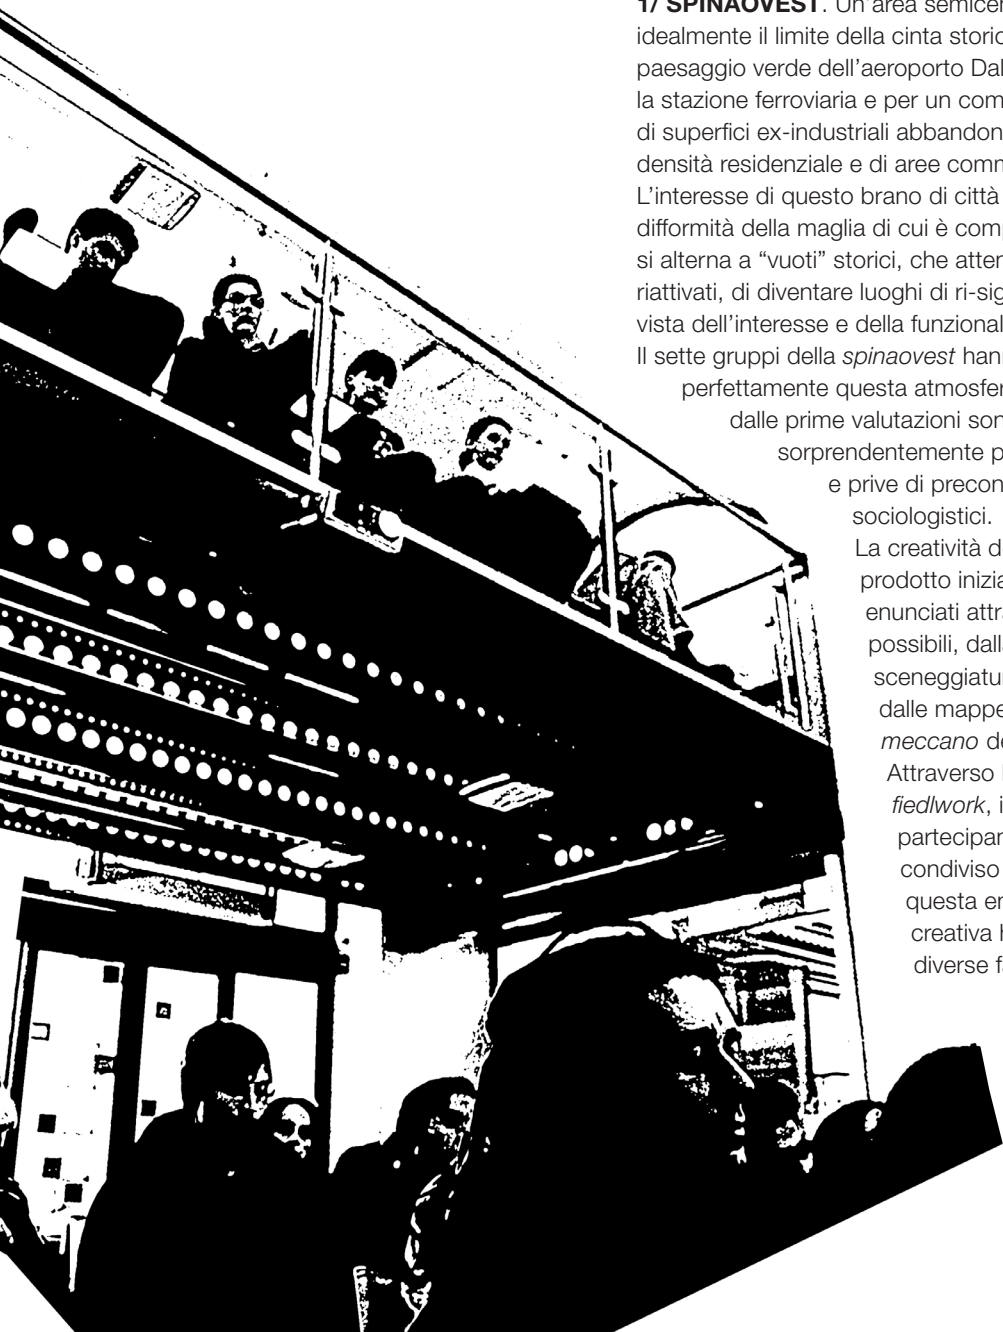 1/ SPINAOVEST. Un’area semicen
idealmente il limite della cinta storic
paesaggio verde dell’aeroporto Dal
la stazione ferroviaria e per un com
di superfici ex-industriali abbandon
densità residenziale e di aree comm
L’interesse di questo brano di città
difformità della maglia di cui è comp
si alterna a “vuoti” storici, che atten
riattivati, di diventare luoghi di ri-sig
vista dell’interesse e della funzional
Il sette gruppi della spinaovest hann
perfettamente questa atmosfer
dalle prime valutazioni son
sorprendentemente p
e prive di precon
sociologistici.
La creatività d
prodotto inizia
enunciati attra
possibili, dalla
sceneggiatur
dalle mappe
meccano de
Attraverso l
fiedlwork, i
partecipan
condiviso
questa en
creativa h
diverse fa